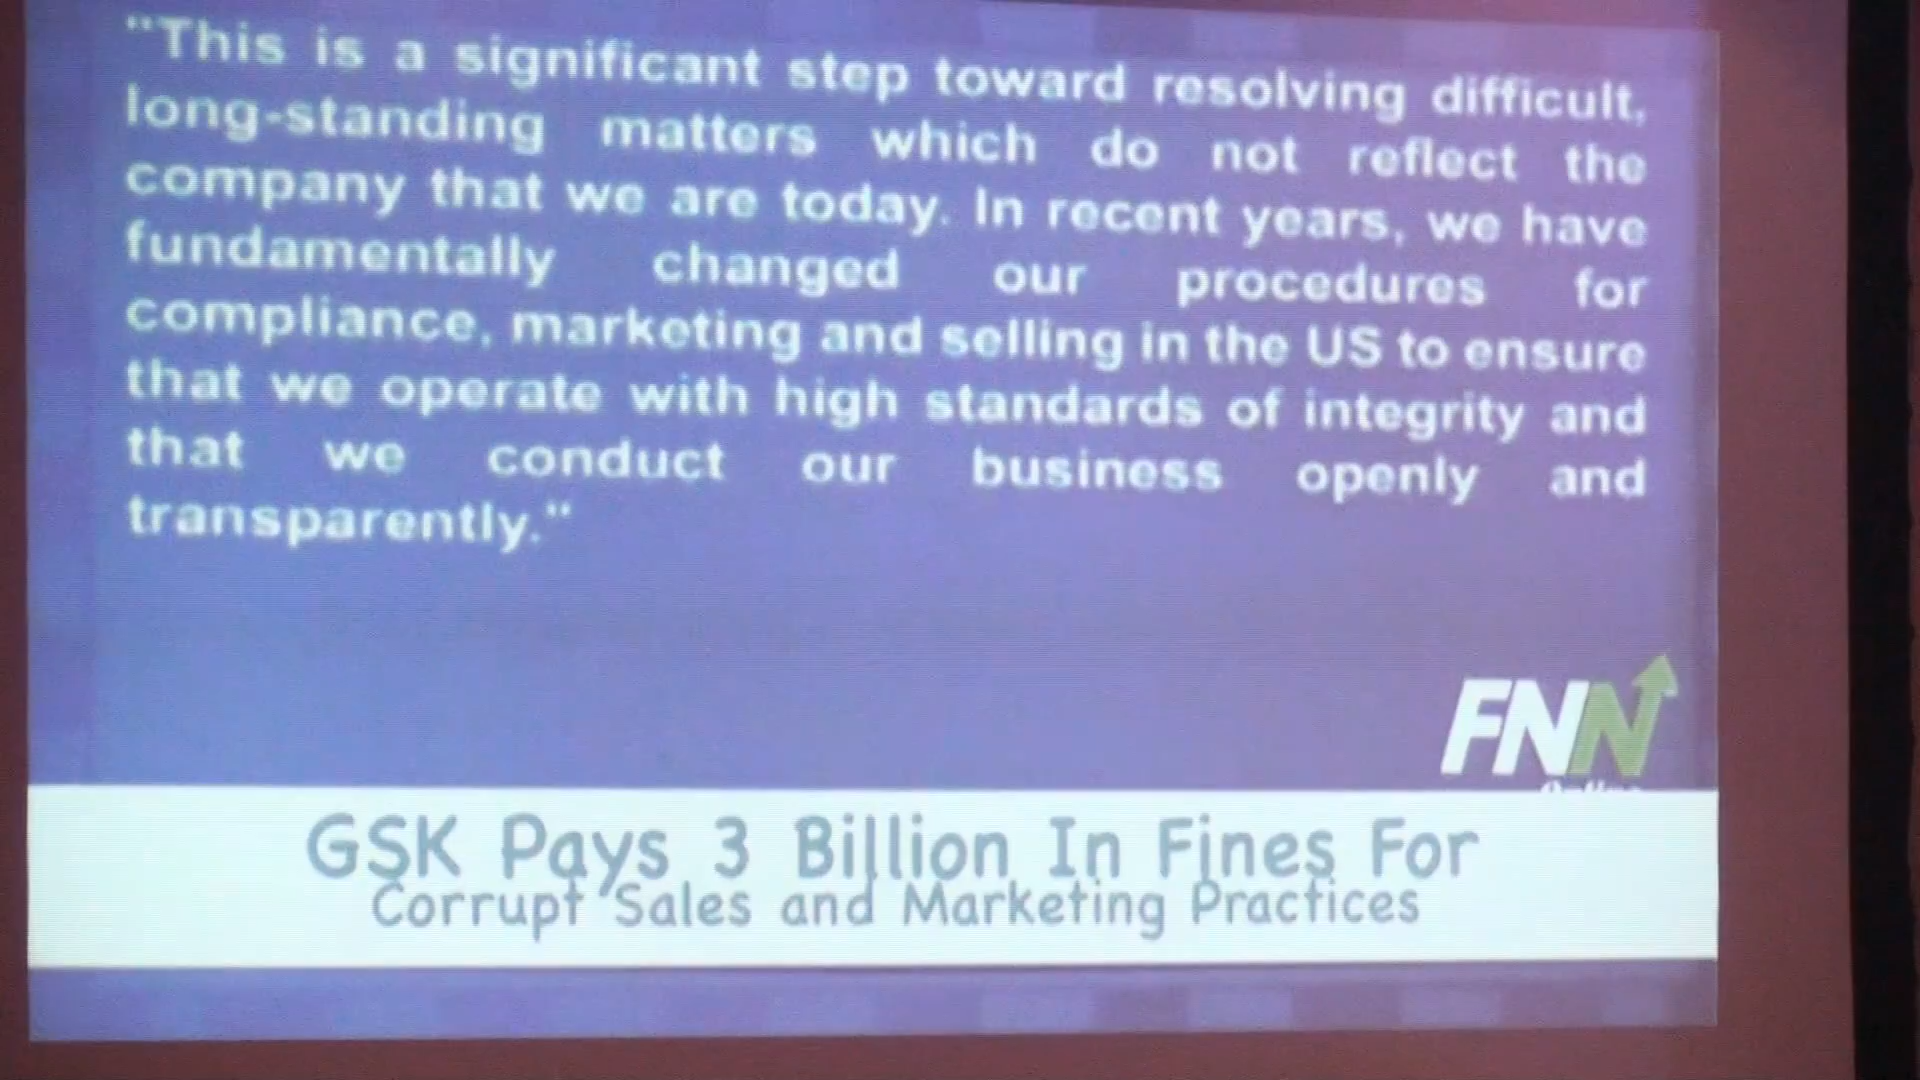 "This is a significant step toward resolving difficult,
long-standing matters which do not reflect the
company that we are today. In recent years, we have
fundamentally changed our procedures for
compliance, marketing and selling in the US to ensure
that we operate with high standards of integrity and
that we conduct our business openly and
transparently."
FNN
GSK Pays 3 Billion In Fines For
Corrupt Sales and Marketing Practices